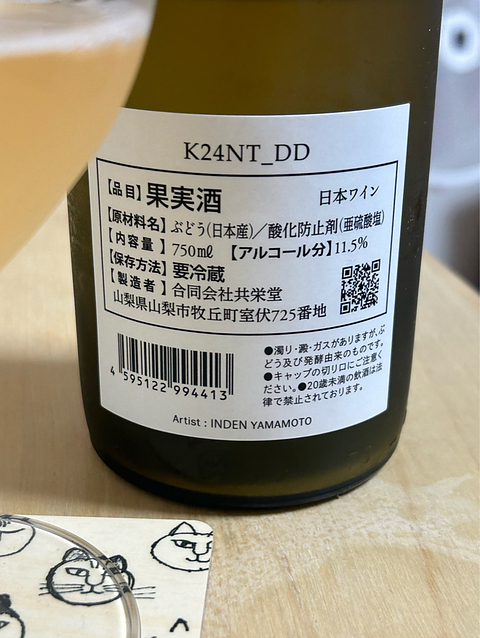 K24NT_DD
【品目】果実酒 日本ワイン
【原材料名】ぶどう(日本産)／酸化防止剤(亜硫酸塩)
【内容量】750㎖ 【アルコール分】11.5%
【保存方法】要冷蔵
【製造者】合同会社共栄堂
山梨県山梨市牧丘町室伏725番地
4 595122 994413
●濁り・澱・ガスがありますが、ぶ
どう及び発酵由来のものです。
●キャップの切り口にご注意く
ださい。●20歳未満の飲酒は法
律で禁止されております。
Artist : INDEN YAMAMOTO